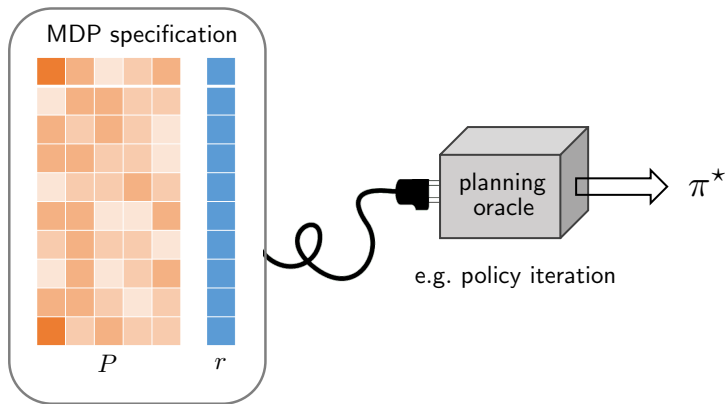 MDP specification
P
r
planning
oracle
π⋆
e.g. policy iteration